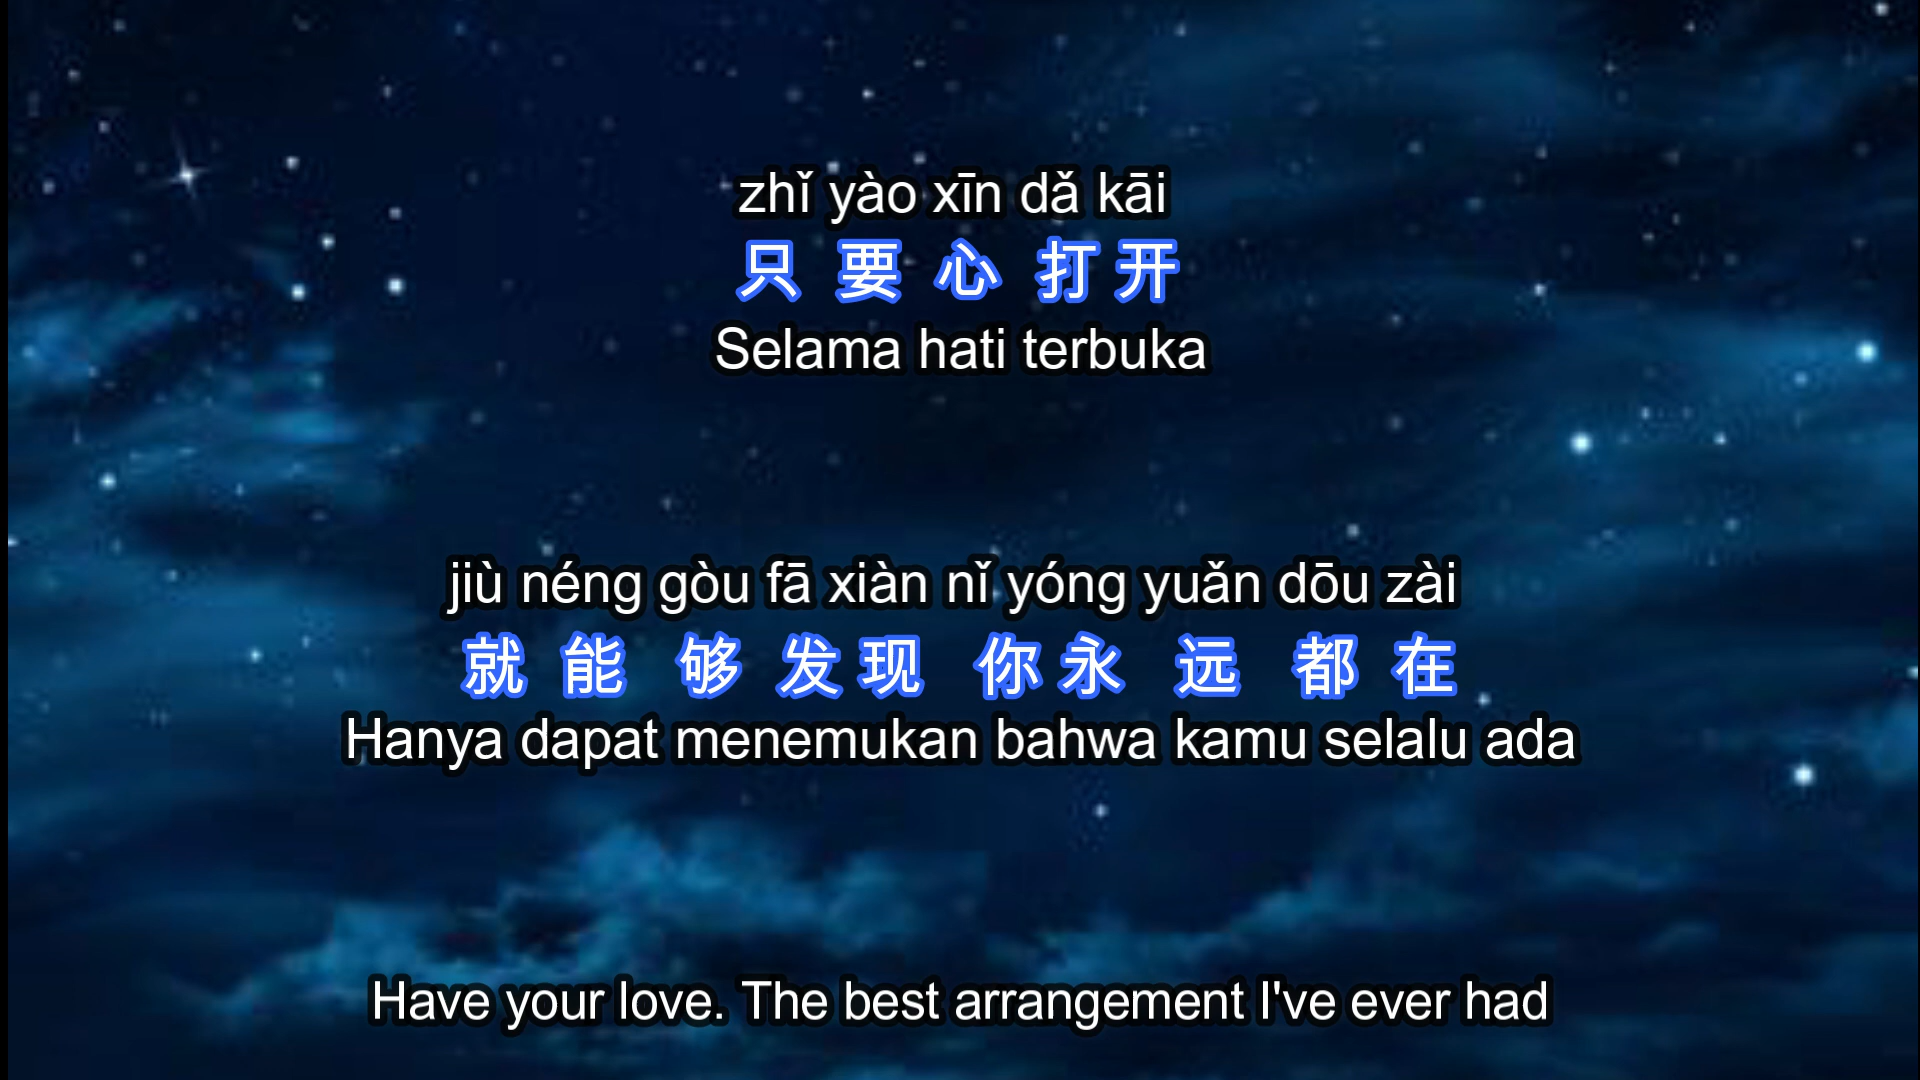 zhǐ yào xīn dǎ kāi
只 要 心 打 开
Selama hati terbuka
jiù néng gòu fā xiàn nǐ yóng yuǎn dōu zài
就 能 够 发 现 你 永 远 都 在
Hanya dapat menemukan bahwa kamu selalu ada
Have your love. The best arrangement I've ever had